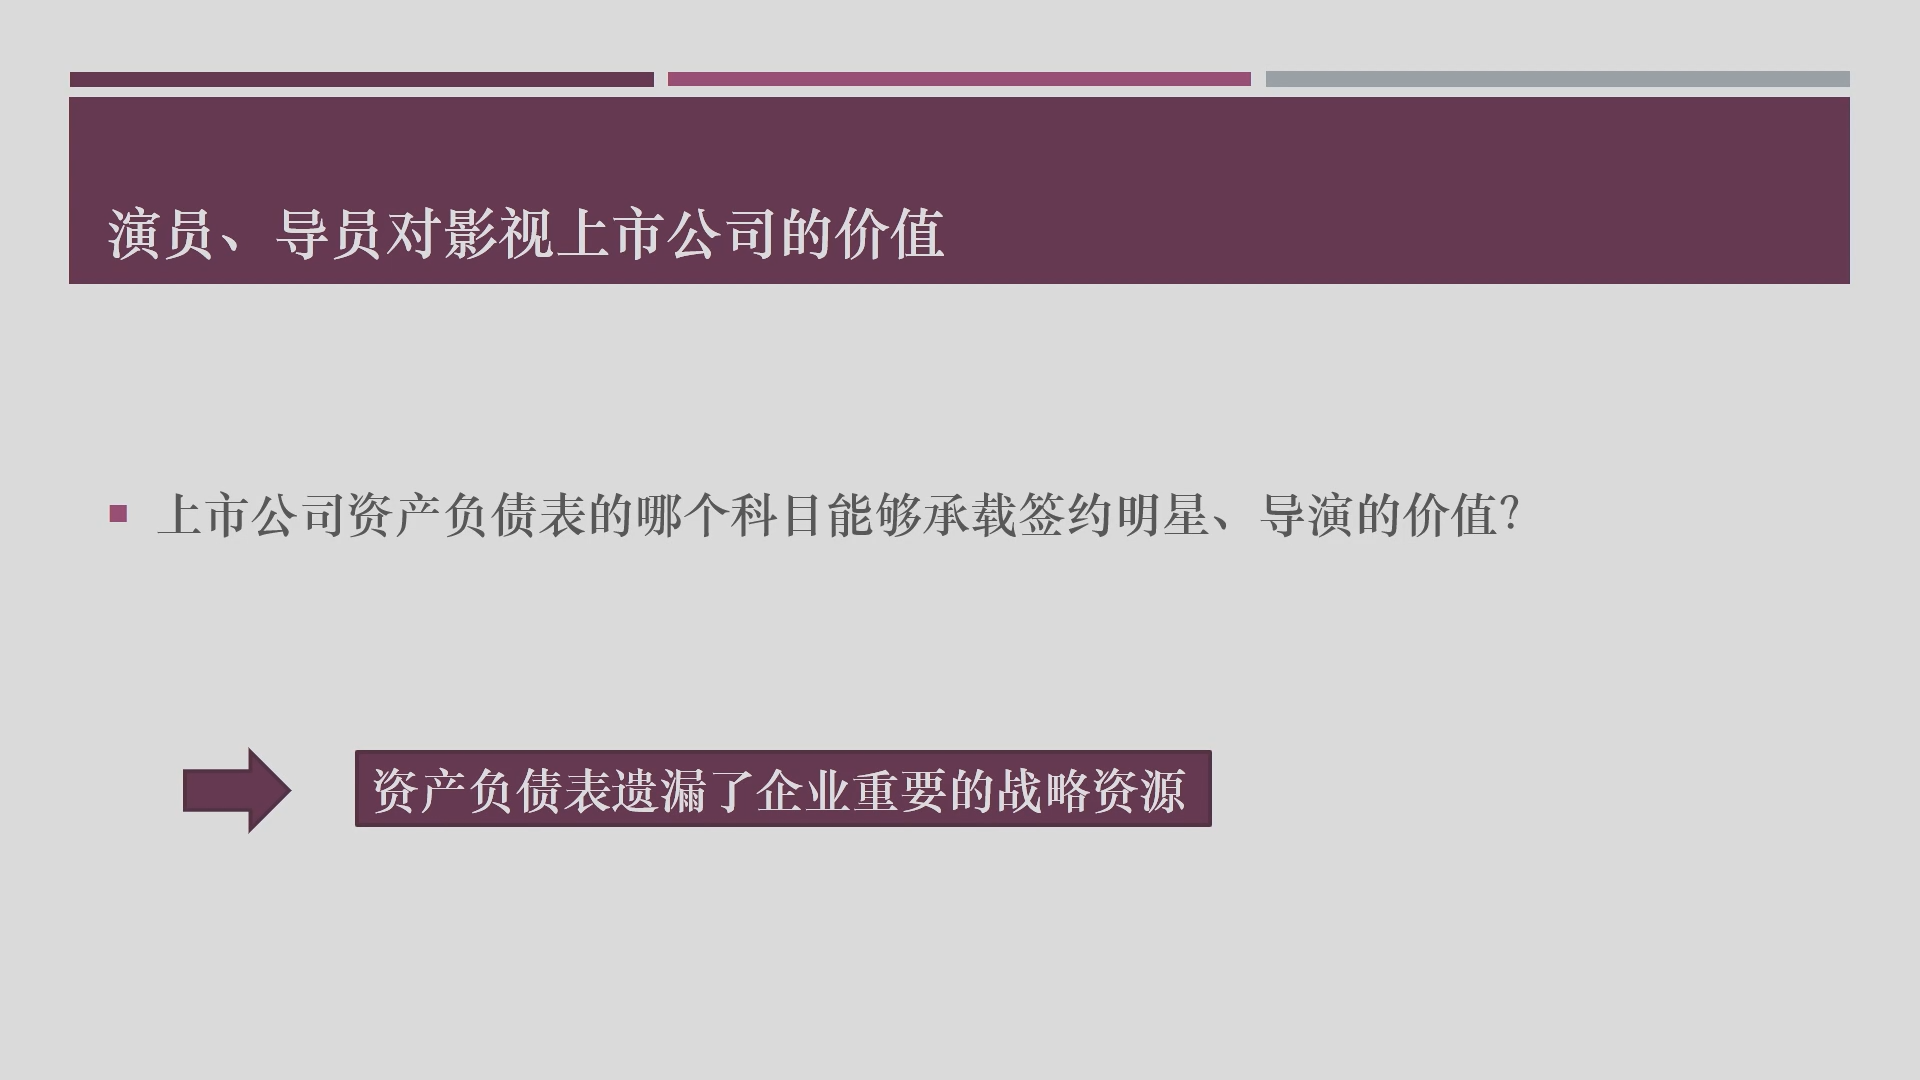 演员、导员对影视上市公司的价值
上市公司资产负债表的哪个科目能够承载签约明星、导演的价值?
资产负债表遗漏了企业重要的战略资源